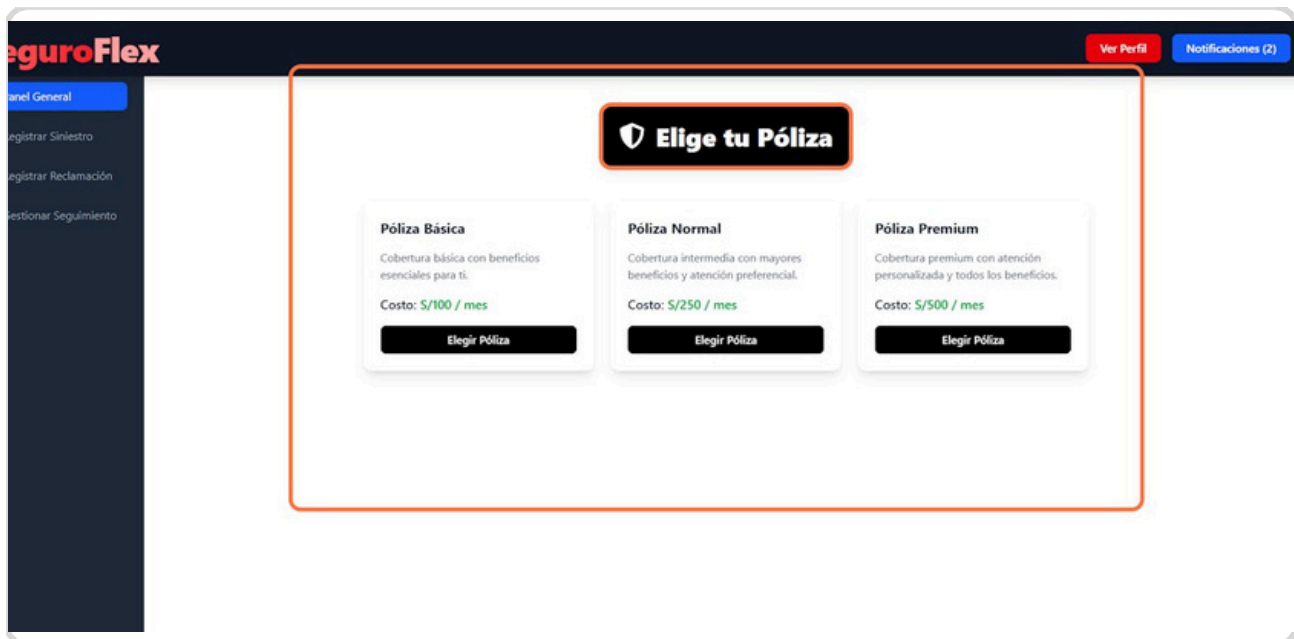 eguroFlex
Ver Perfil
Notificaciones (2)
anel General
egistrar Siniestro
egistrar Reclamación
estionar Seguimiento
Elige tu Póliza
Póliza Básica
Cobertura básica con beneficios
esenciales para ti.
Costo: S/100 / mes
Elegir Póliza
Póliza Normal
Cobertura intermedia con mayores
beneficios y atención preferencial.
Costo: S/250 / mes
Elegir Póliza
Póliza Premium
Cobertura premium con atención
personalizada y todos los beneficios.
Costo: S/500 / mes
Elegir Póliza